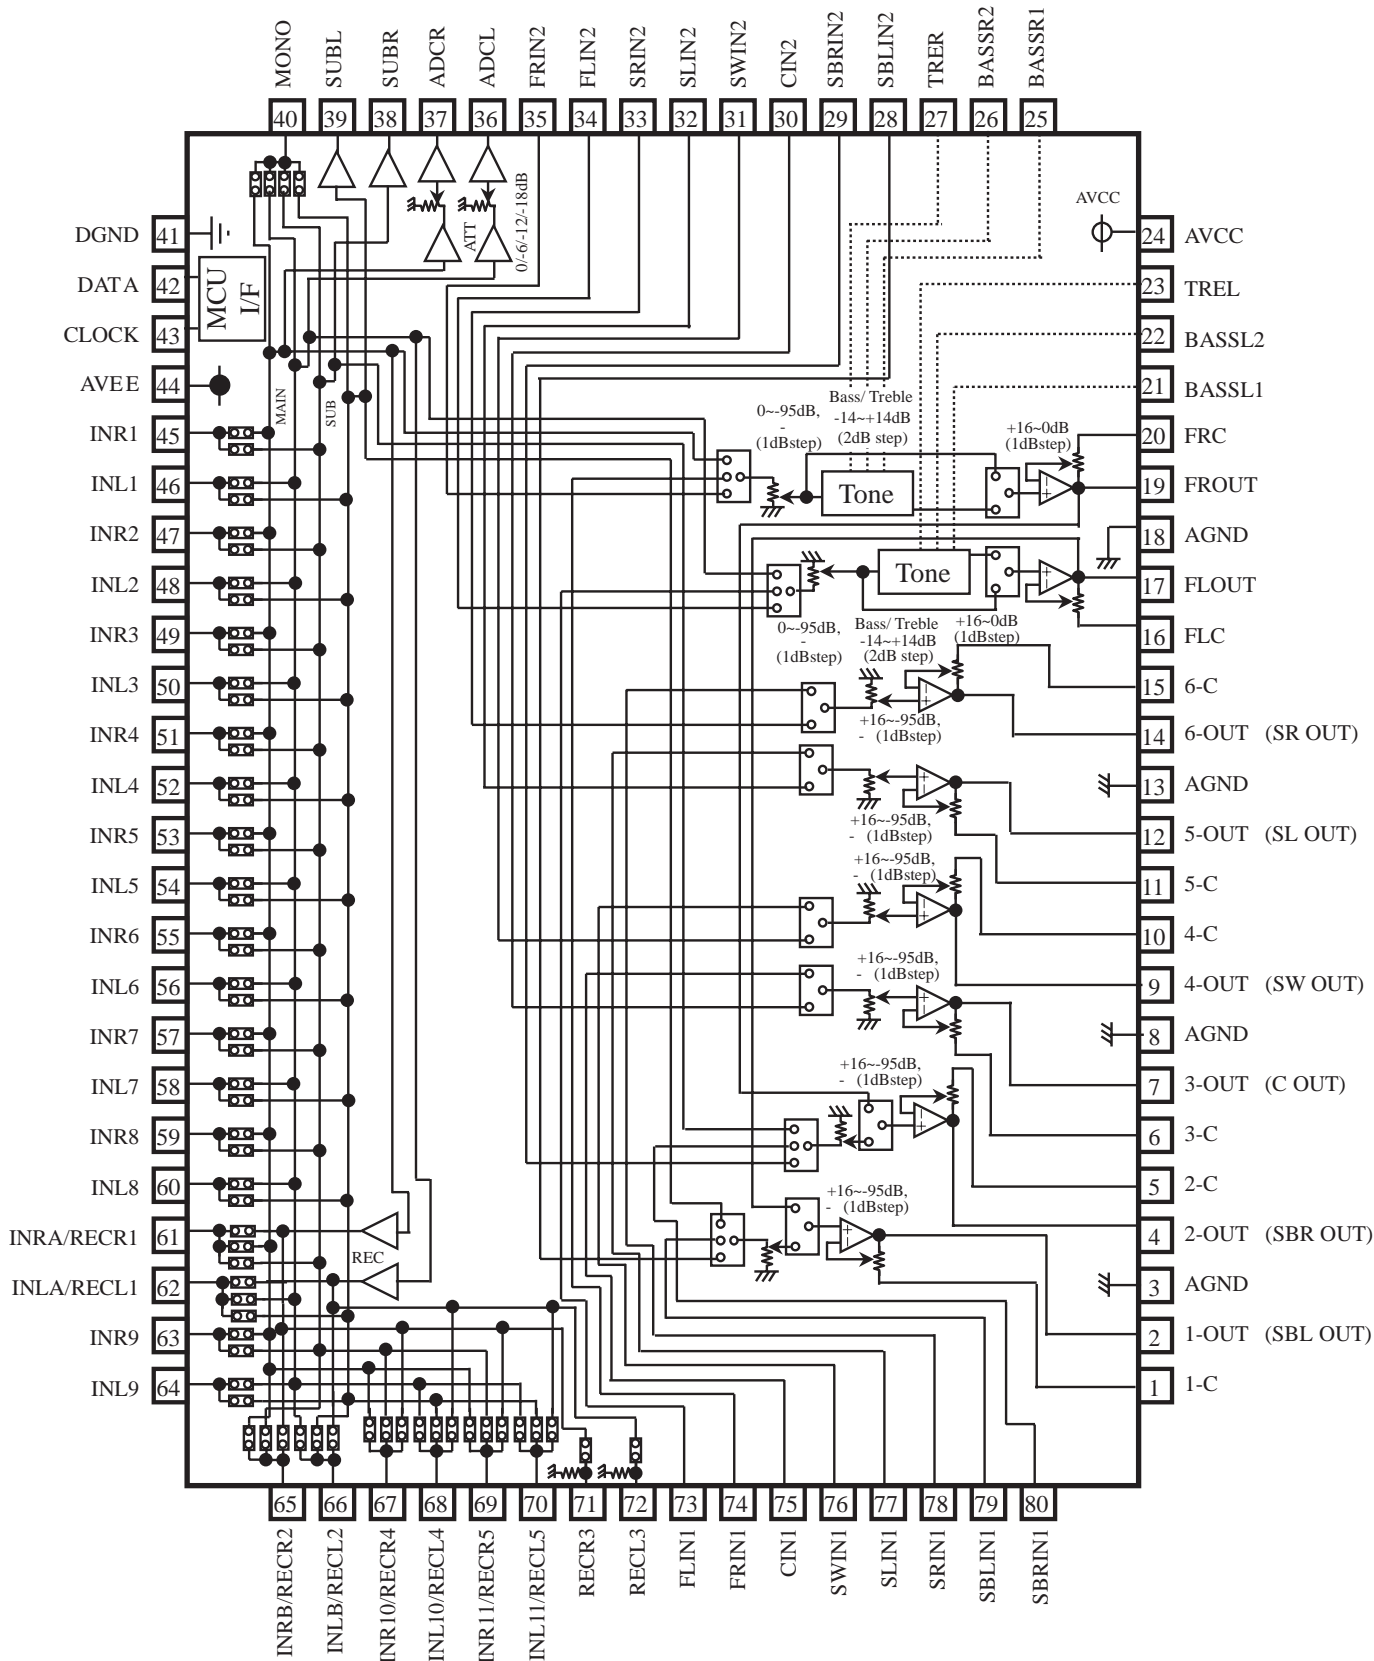 MONO
SUBL
SUBR
ADCR
ADCL
FRIN2
FLIN2
SRIN2
SLIN2
SWIN2
CIN2
SBRIN2
SBLIN2
TRER
BASSR2
BASSR1
40
39
38
37
36
35
34
33
32
31
30
29
28
27
26
25
DGND 41
DATA 42
CLOCK 43
AVEE 44
INR1 45
INL1 46
INR2 47
INL2 48
INR3 49
INL3 50
INR4 51
INL4 52
INR5 53
INL5 54
INR6 55
INL6 56
INR7 57
INL7 58
INR8 59
INL8 60
INRA/RECR1 61
INLA/RECL1 62
INR9 63
INL9 64
MCU
I/F
MAIN
SUB
ATT
0/-6/-12/-18dB
REC
AVCC
0~-95dB,
-
(1dBstep)
Bass/ Treble
-14~+14dB
(2dB step)
+16~0dB
(1dBstep)
Tone
+
-
Tone
+
-
0~-95dB,
-
(1dBstep)
Bass/ Treble
-14~+14dB
(2dB step)
+16~0dB
(1dBstep)
-
+
+16~-95dB,
- (1dBstep)
+
-
+16~-95dB,
- (1dBstep)
+16~-95dB,
- (1dBstep)
-
+
+16~-95dB,
- (1dBstep)
+
-
+16~-95dB,
- (1dBstep)
-
+
+16~-95dB,
- (1dBstep)
+
-
24 AVCC
23 TREL
22 BASSL2
21 BASSL1
20 FRC
19 FROUT
18 AGND
17 FLOUT
16 FLC
15 6-C
14 6-OUT (SR OUT)
13 AGND
12 5-OUT (SL OUT)
11 5-C
10 4-C
9 4-OUT (SW OUT)
8 AGND
7 3-OUT (C OUT)
6 3-C
5 2-C
4 2-OUT (SBR OUT)
3 AGND
2 1-OUT (SBL OUT)
1 1-C
65
66
67
68
69
70
71
72
73
74
75
76
77
78
79
80
INRB/RECR2
INLB/RECL2
INR10/RECR4
INL10/RECL4
INR11/RECR5
INL11/RECL5
RECR3
RECL3
FLIN1
FRIN1
CIN1
SWIN1
SLIN1
SRIN1
SBLIN1
SBRIN1